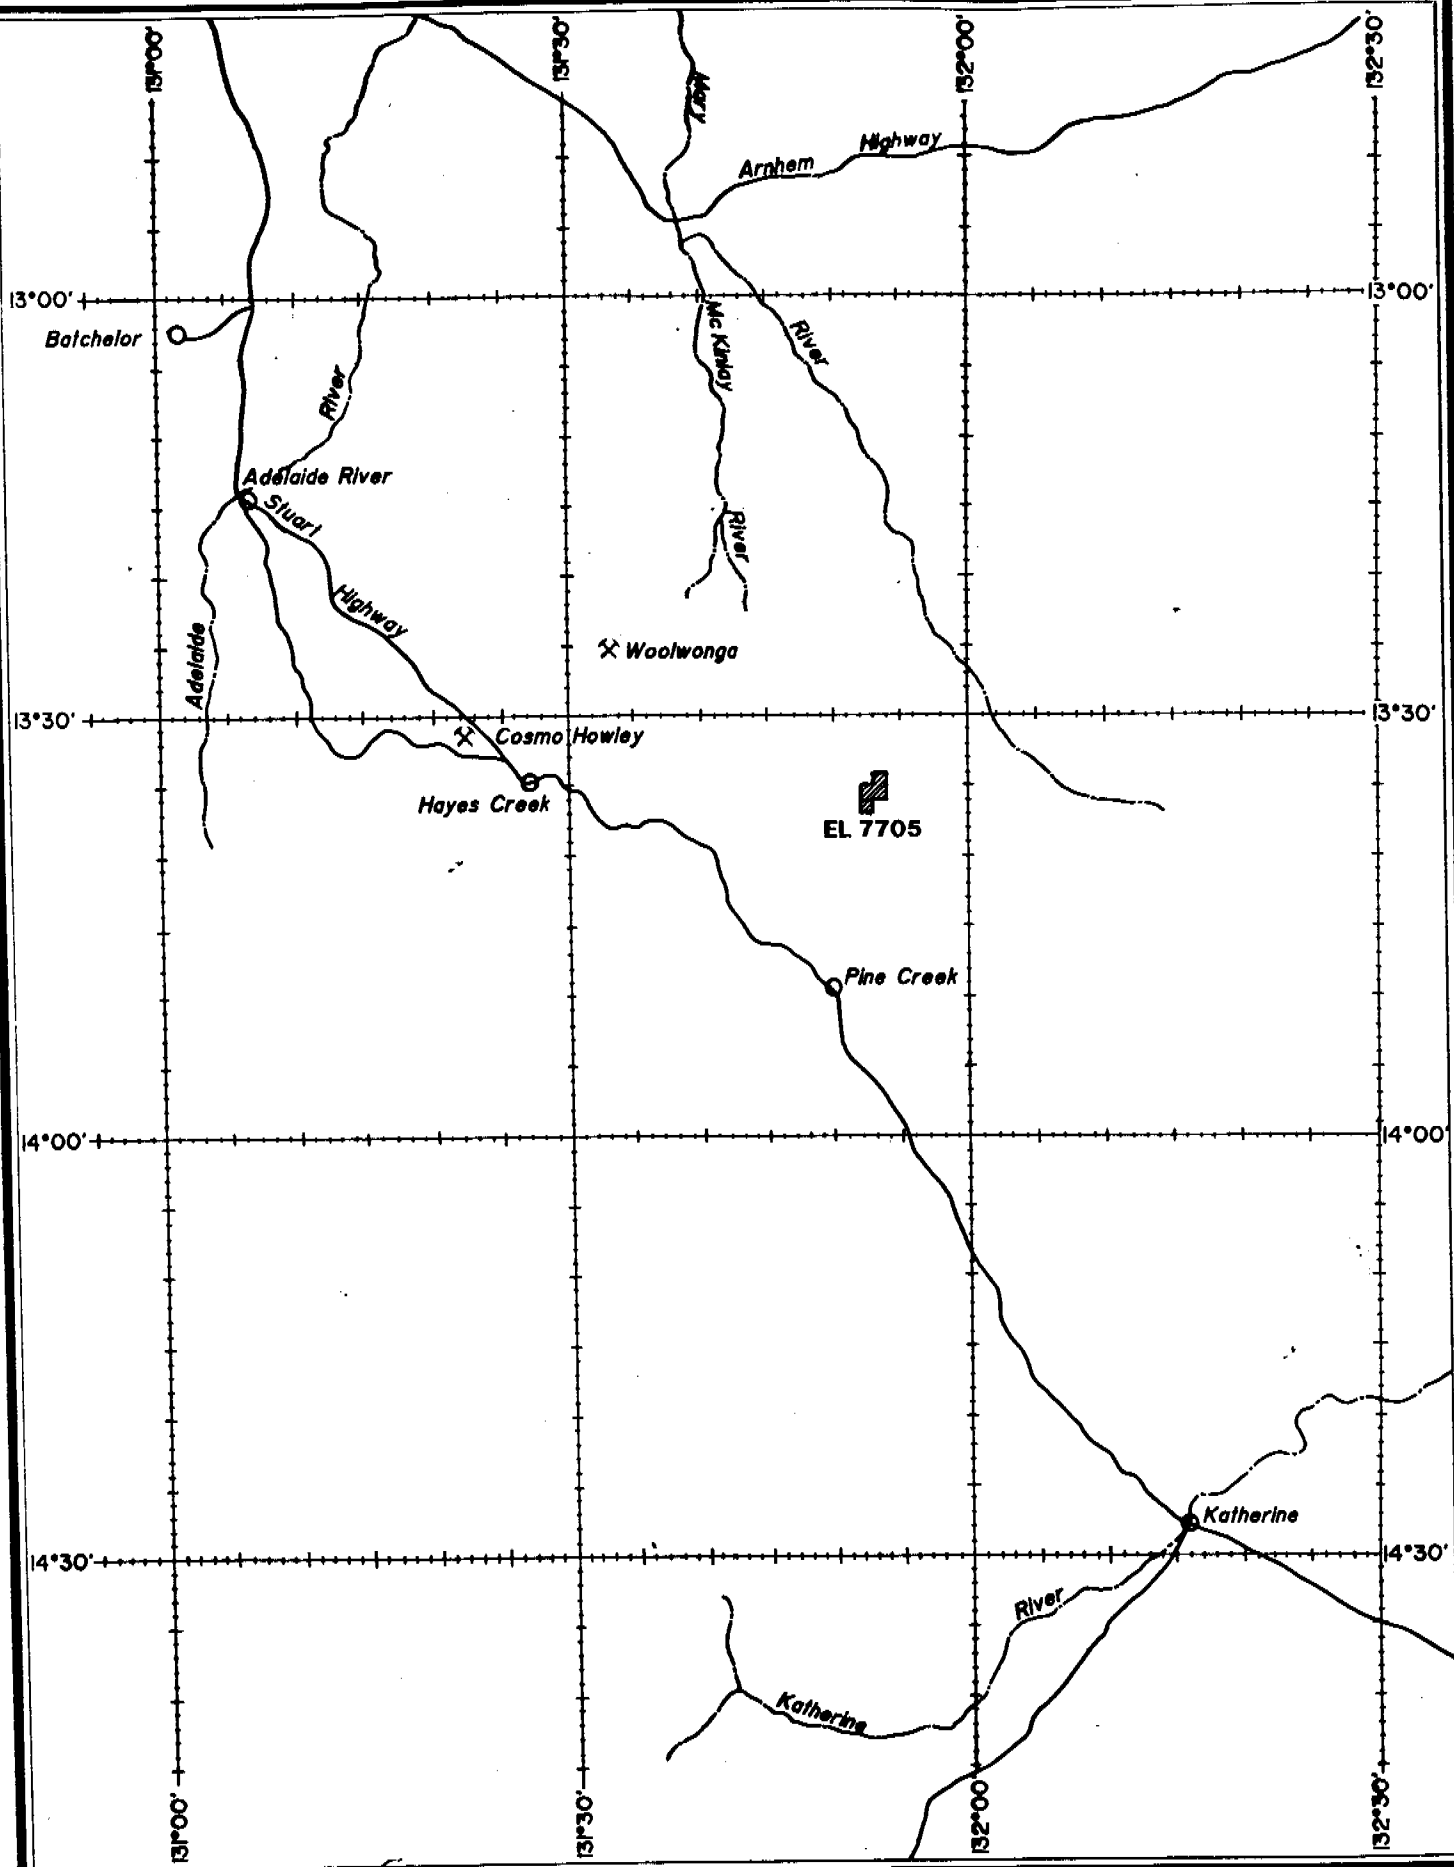 131°00'
131°30'
132°00'
132°30'
Mary
Arnhem
Highway
13°00'
13°00'
Batchelor
Mc Kinlay
River
River
Adelaide River
Stuart
River
Highway
Adelaide
Woolwonga
13°30'
13°30'
Cosmo Howley
Hayes Creek
EL 7705
Pine Creek
14°00'
14°00'
Katherine
14°30'
14°30'
River
Katherine
131°00'
131°30'
132°00'
132°30'